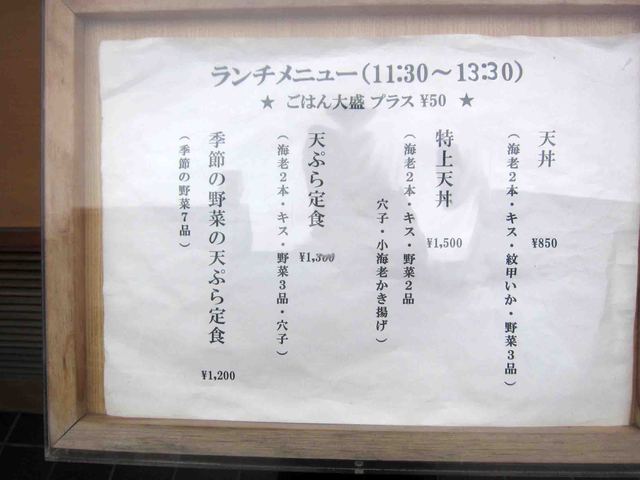 ランチメニュー(11:30～13:30)
★ ごはん大盛 プラス ¥50 ★
天丼
¥850
(海老2本・キス・紋甲いか・野菜3品)
特上天丼
¥1,500
(海老2本・キス・野菜2品
穴子・小海老かき揚げ)
天ぷら定食
¥1,300
(海老2本・キス・野菜3品・穴子)
季節の野菜の天ぷら定食
¥1,200
(季節の野菜7品)